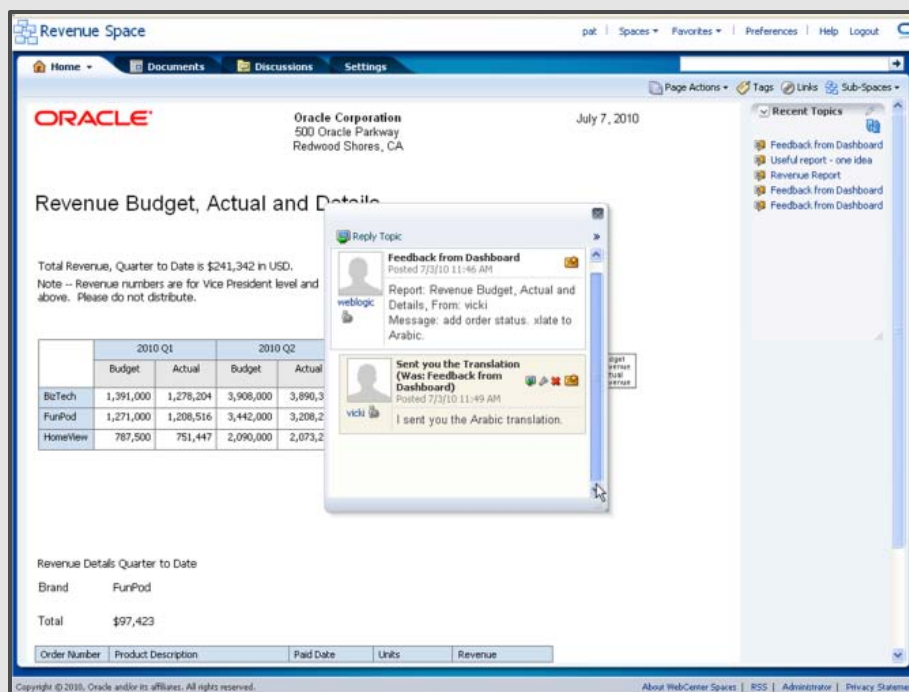 Revenue Space
pat | Spaces | Favorites | Preferences | Help Logout
Home Documents Discussions Settings
Page Actions Tags Links Sub-Spaces
ORACLE
Oracle Corporation
500 Oracle Parkway
Redwood Shores, CA
July 7, 2010
Recent Topics
Feedback from Dashboard
Useful report - one idea
Revenue Report
Feedback from Dashboard
Feedback from Dashboard
Revenue Budget, Actual and Details
Total Revenue, Quarter to Date is $241,342 in USD.
Note -- Revenue numbers are for Vice President level and
above. Please do not distribute.
2010 Q1 2010 Q2
Budget Actual Budget Actual
BizTech 1,391,000 1,278,204 3,908,000 3,890,3
FunPod 1,271,000 1,208,516 3,442,000 3,208,2
HomeView 787,500 751,447 2,090,000 2,073,2
Reply Topic
Feedback from Dashboard
Posted 7/3/10 11:46 AM
weblogic
Report: Revenue Budget, Actual and
Details, From: vicki
Message: add order status. xlate to
Arabic.
Sent you the Translation
(Was: Feedback from
Dashboard)
Posted 7/3/10 11:49 AM
vicki
I sent you the Arabic translation.
Revenue Details Quarter to Date
Brand FunPod
Total $97,423
Order Number Product Description Paid Date Units Revenue
Copyright © 2010, Oracle and/or its affiliates. All rights reserved.
About WebCenter Spaces | RSS | Administrator | Privacy Statement